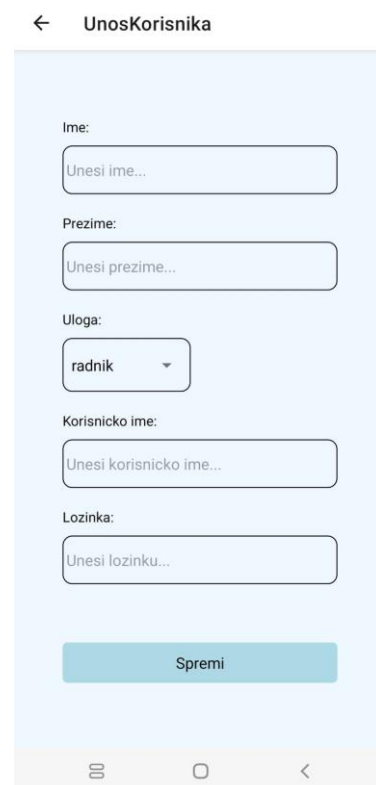 UnosKorisnika
Ime:
Unesi ime...
Prezime:
Unesi prezime...
Uloga:
radnik
Korisnicko ime:
Unesi korisnicko ime...
Lozinka:
Unesi lozinku...
Spremi